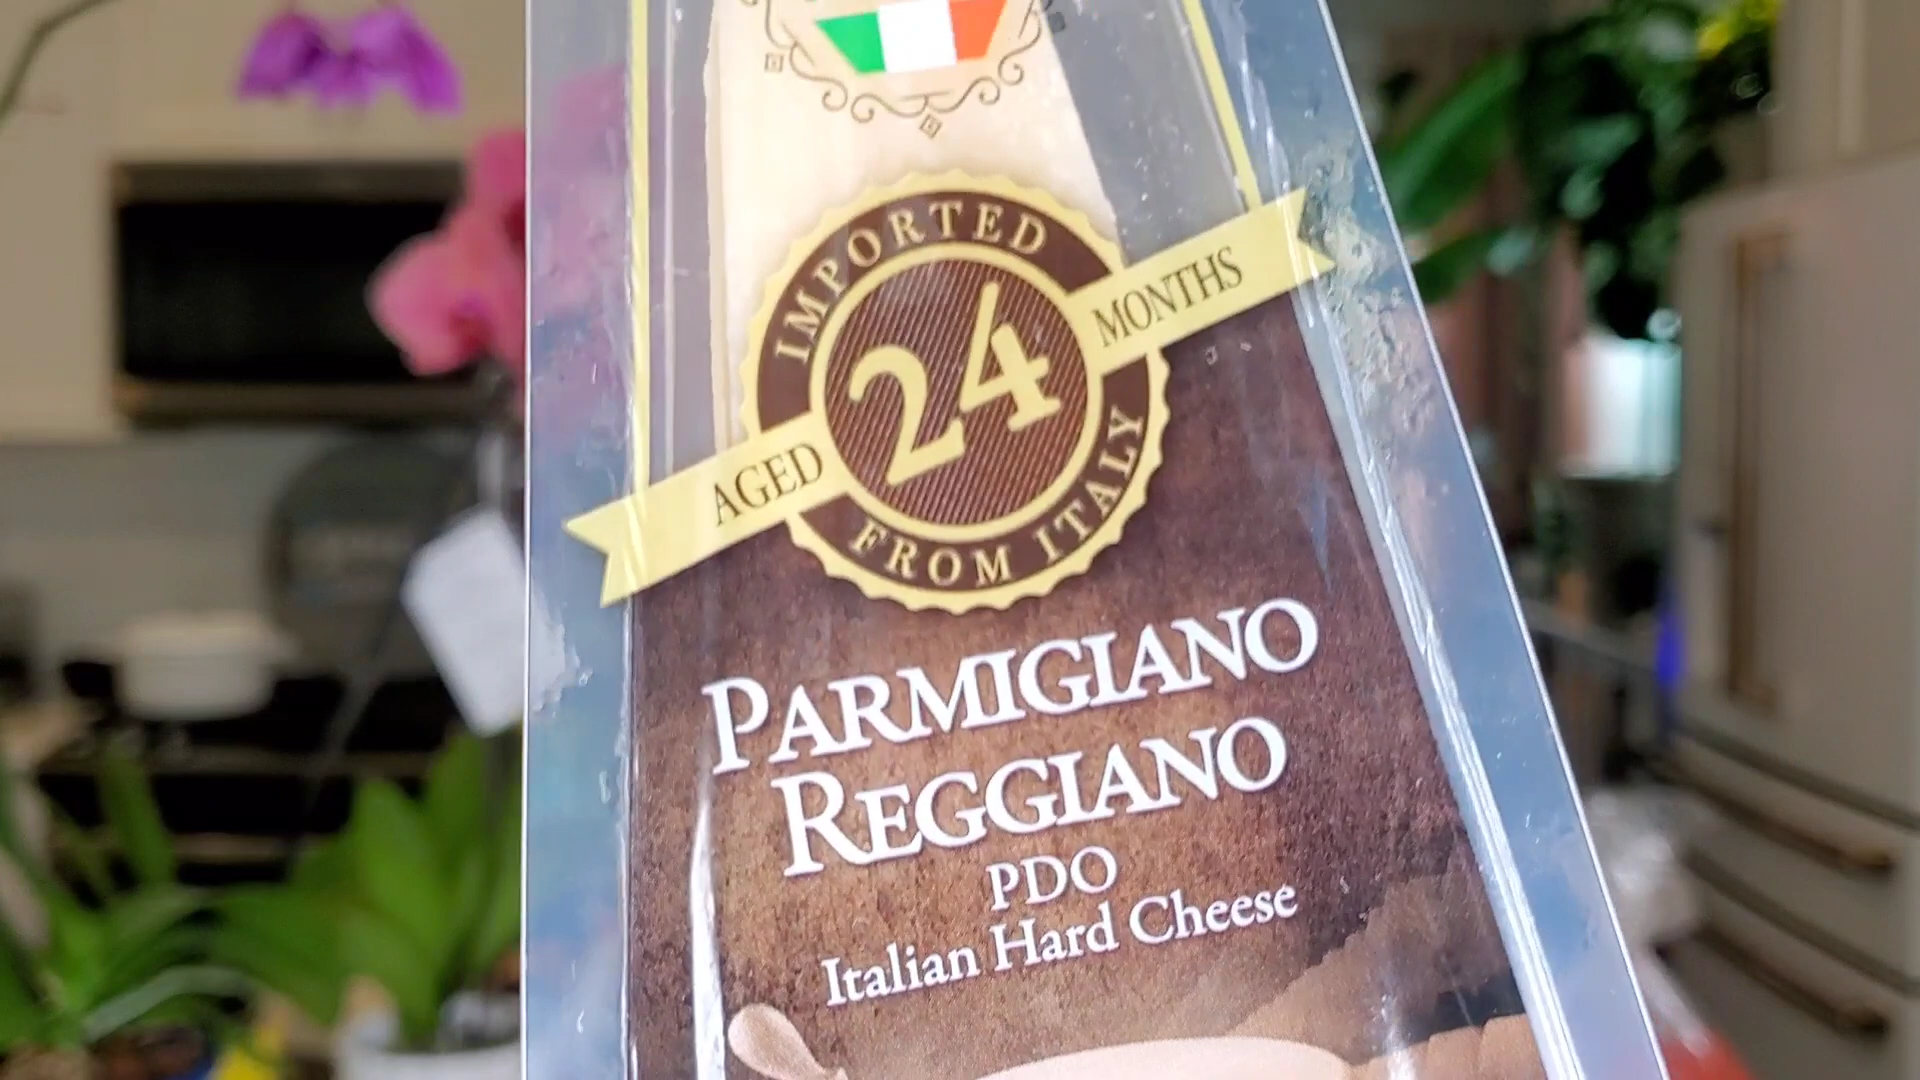 IMPORTED
AGED 24 MONTHS
FROM ITALY
PARMIGIANO
REGGIANO
PDO
Italian Hard Cheese